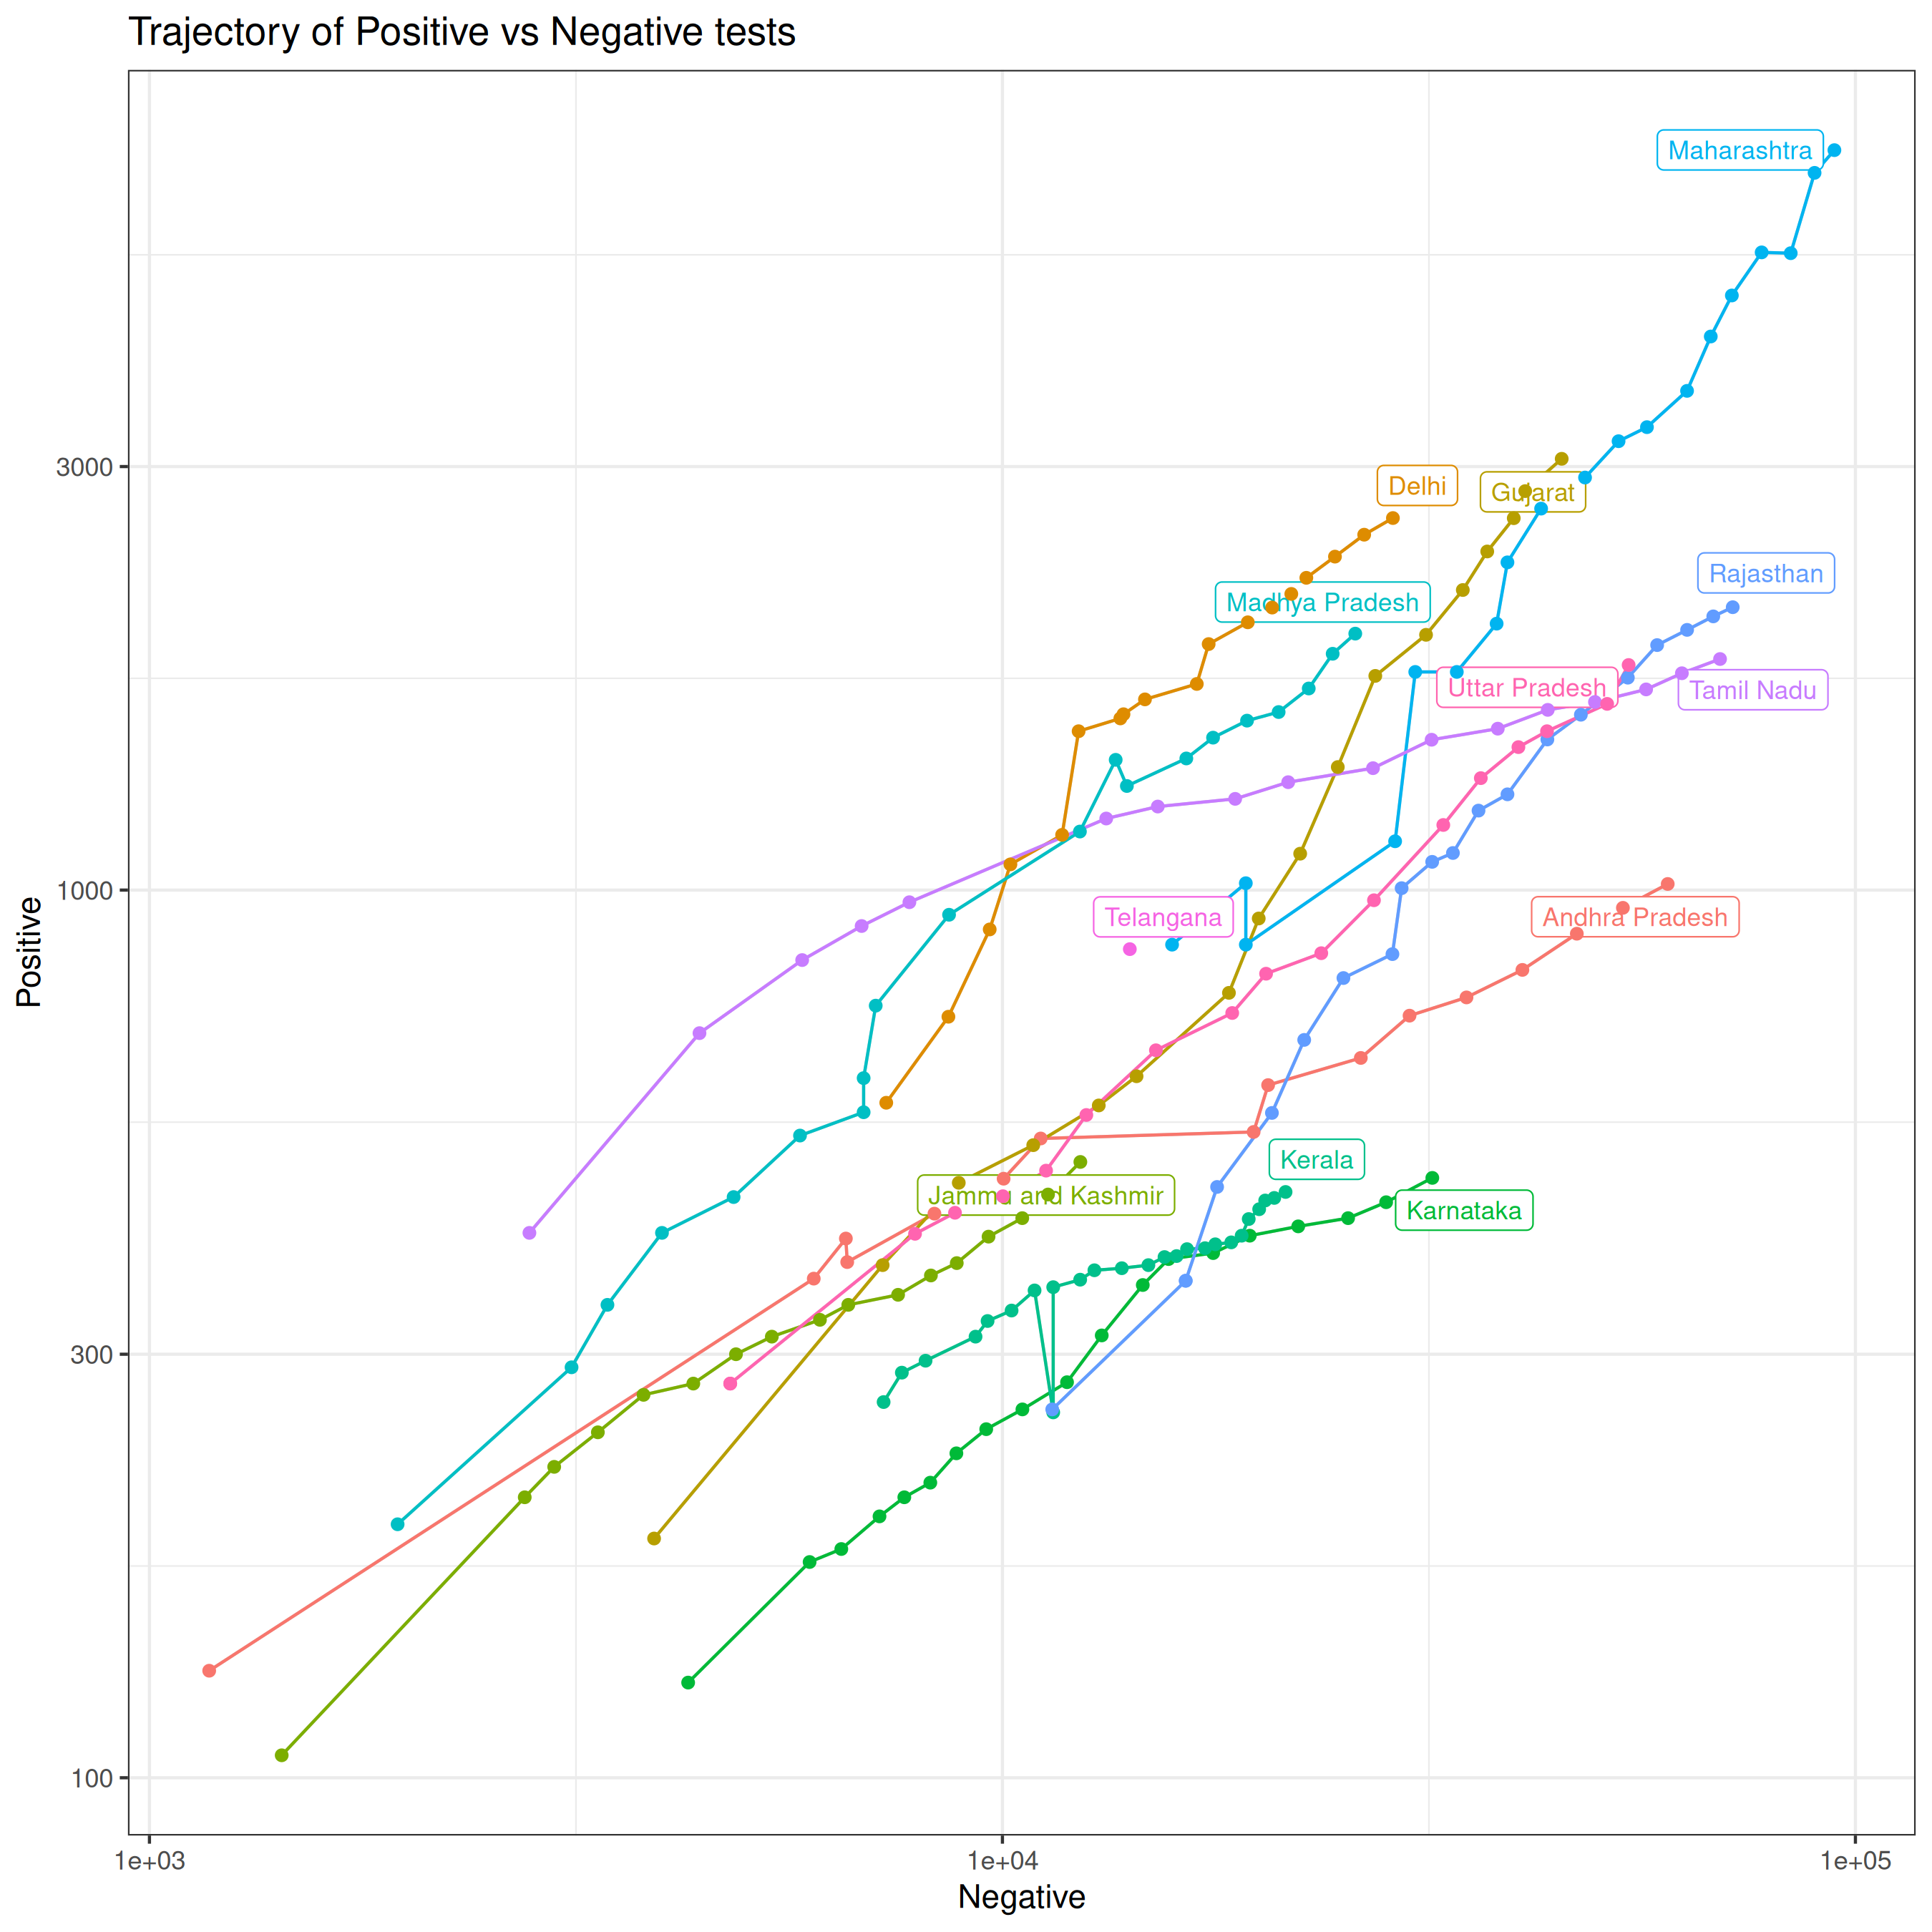 Trajectory of Positive vs Negative tests
Maharashtra
3000
Delhi
Gujarat
Rajasthan
Madhya Pradesh
Uttar Pradesh
Tamil Nadu
1000
Telangana
Andhra Pradesh
Positive
Kerala
Jammu and Kashmir
Karnataka
300
100
1e+03
1e+04
1e+05
Negative